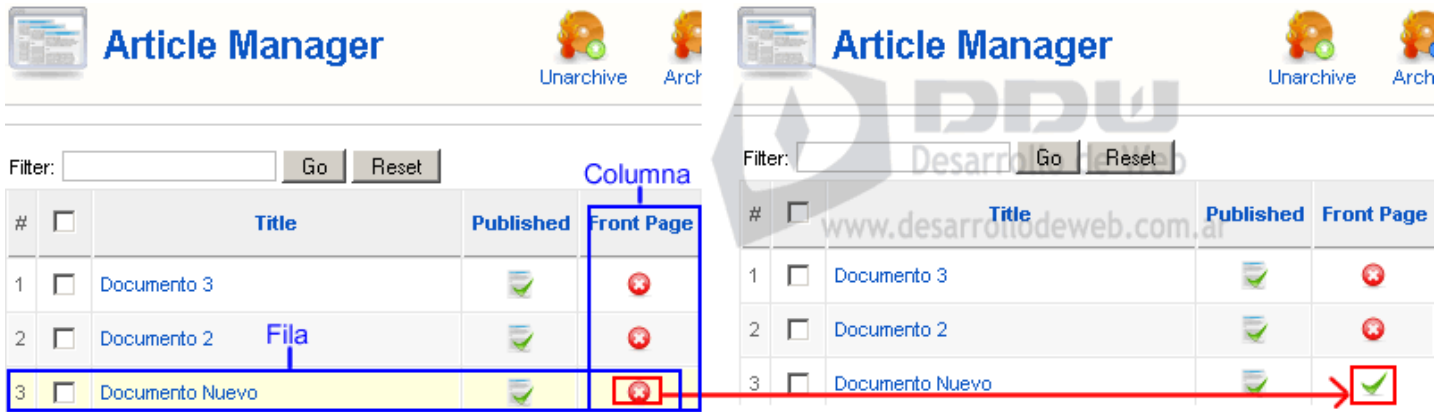 Article Manager
Unarchive
Arch
Filter:
Go
Reset
Columna
#
Title
Published
Front Page
1
Documento 3
2
Documento 2
Fila
3
Documento Nuevo
Article Manager
Unarchive
Arch
DDW
Desarrollo de Web
www.desarrollodeweb.com.ar
Filter:
Go
Reset
#
Title
Published
Front Page
1
Documento 3
2
Documento 2
3
Documento Nuevo